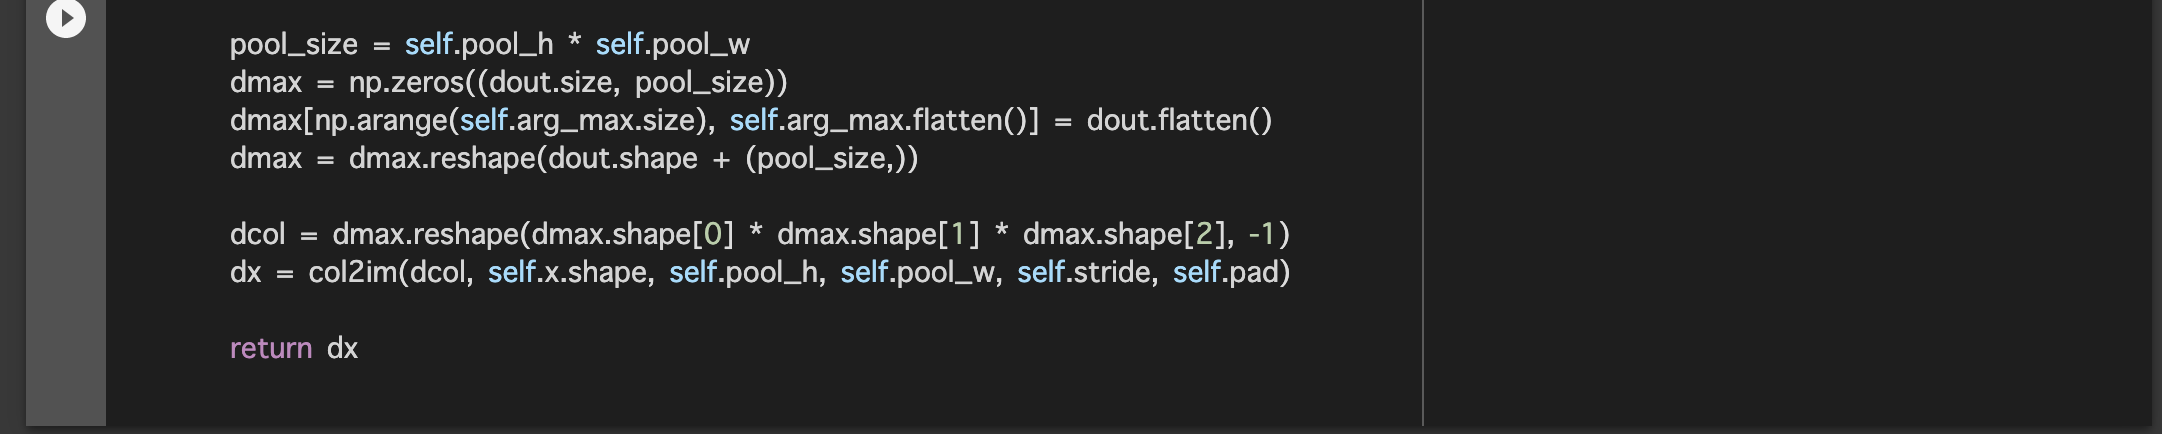 pool_size = self.pool_h * self.pool_w
dmax = np.zeros((dout.size, pool_size))
dmax[np.arange(self.arg_max.size), self.arg_max.flatten()] = dout.flatten()
dmax = dmax.reshape(dout.shape + (pool_size,))
dcol = dmax.reshape(dmax.shape[0] * dmax.shape[1] * dmax.shape[2], -1)
dx = col2im(dcol, self.x.shape, self.pool_h, self.pool_w, self.stride, self.pad)
return dx